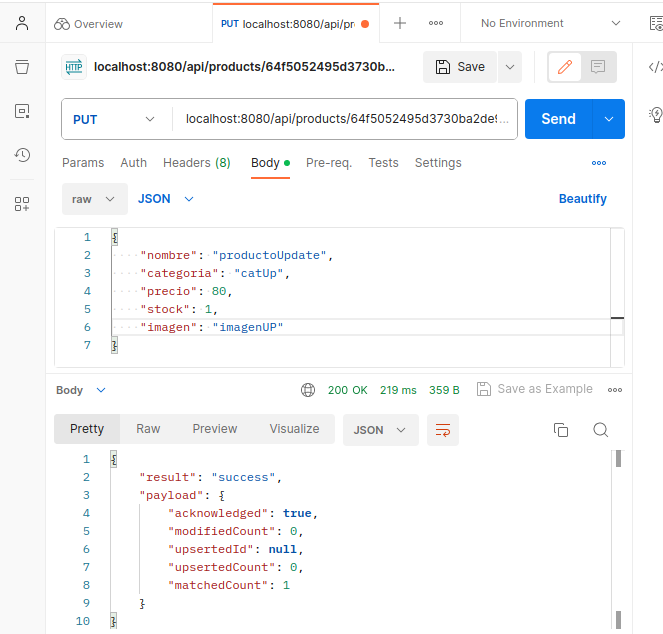 Overview
PUT localhost:8080/api/pr
No Environment
HTTP localhost:8080/api/products/64f5052495d3730b...
Save
PUT
localhost:8080/api/products/64f5052495d3730ba2de9...
Send
Params Auth Headers (8) Body Pre-req. Tests Settings
raw JSON Beautify
1 {
2 "nombre": "productoUpdate",
3 "categoria": "catUp",
4 "precio": 80,
5 "stock": 1,
6 "imagen": "imagenUP"
7 }
Body 200 OK 219 ms 359 B Save as Example
Pretty Raw Preview Visualize JSON
1 {
2 "result": "success",
3 "payload": {
4 "acknowledged": true,
5 "modifiedCount": 0,
6 "upsertedId": null,
7 "upsertedCount": 0,
8 "matchedCount": 1
9 }
10 }